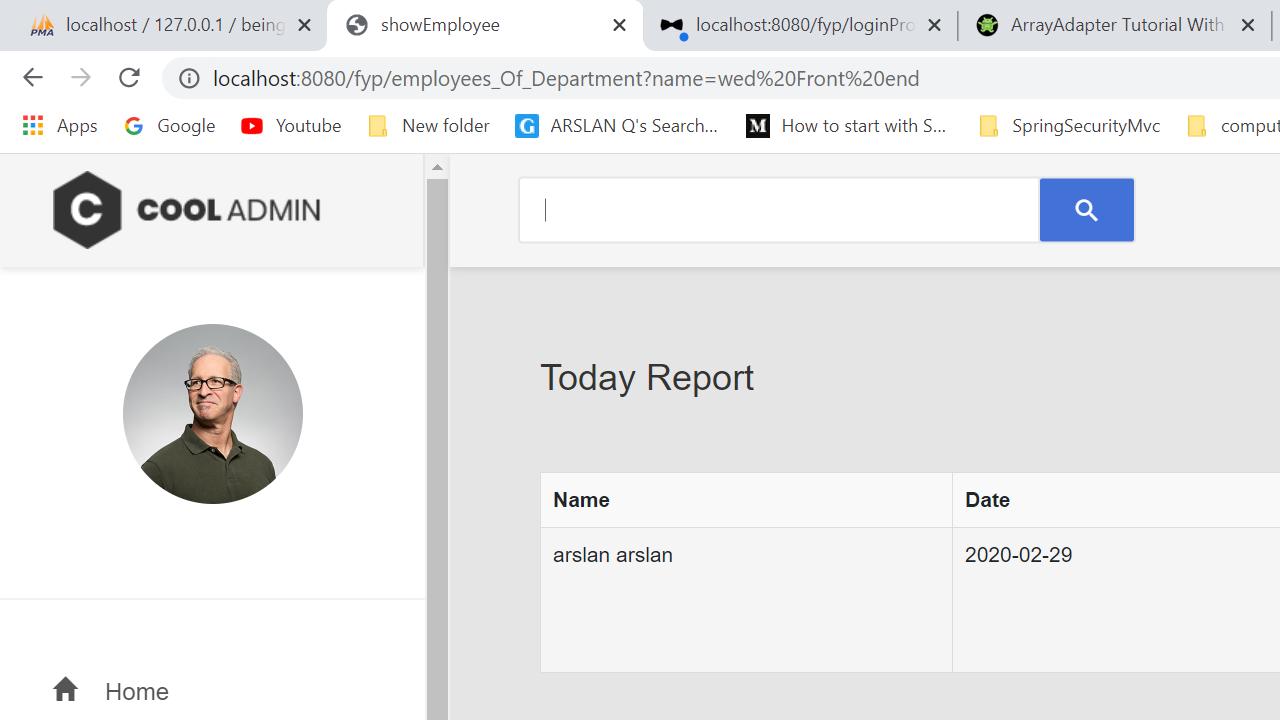 localhost / 127.0.0.1 / being
showEmployee
localhost:8080/fyp/loginPro
ArrayAdapter Tutorial With
localhost:8080/fyp/employees_Of_Department?name=wed%20Front%20end
Apps
Google
Youtube
New folder
ARSLAN Q's Search...
How to start with S...
SpringSecurityMvc
comput
COOL ADMIN
Today Report
Name Date
arslan arslan 2020-02-29
Home